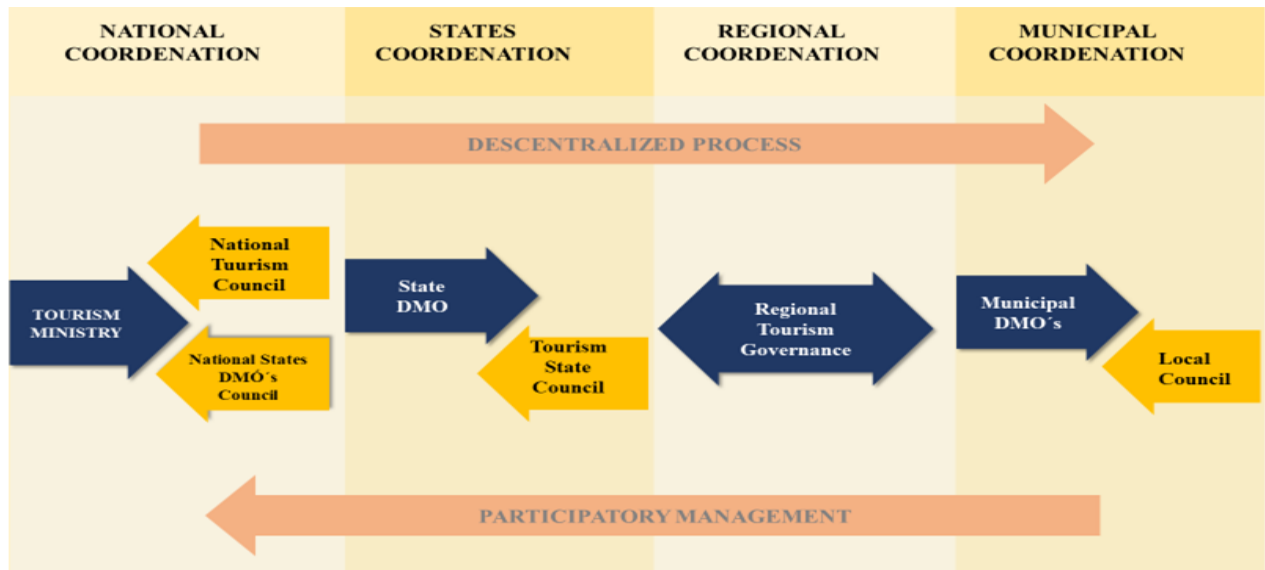 NATIONAL
COORDENATION
STATES
COORDENATION
REGIONAL
COORDENATION
MUNICIPAL
COORDENATION
DESCENTRALIZED PROCESS
TOURISM
MINISTRY
National
Tuurism
Council
National States
DMÓ´s
Council
State
DMO
Tourism
State
Council
Regional
Tourism
Governance
Municipal
DMO´s
Local
Council
PARTICIPATORY MANAGEMENT